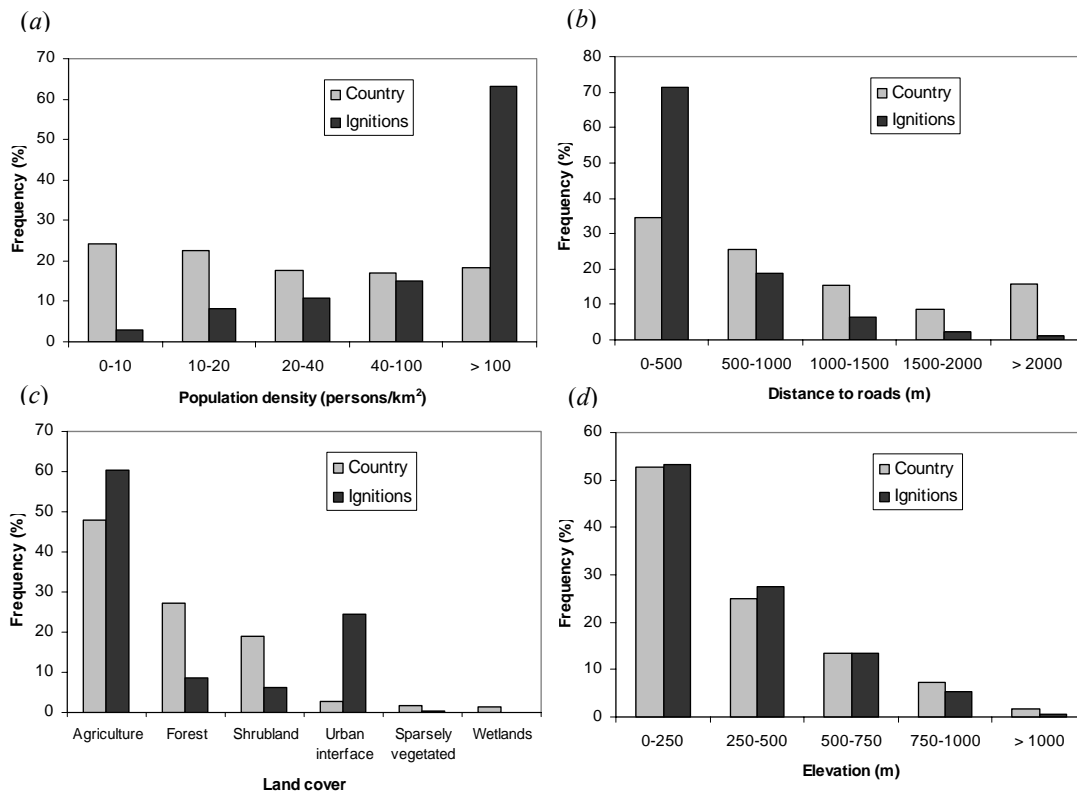 (a)
70
60
50
40
30
20
10
0
Frequency (%)
Country
Ignitions
0-10 10-20 20-40 40-100 > 100
Population density (persons/km²)
(b)
80
70
60
50
40
30
20
10
0
Frequency (%)
Country
Ignitions
0-500 500-1000 1000-1500 1500-2000 > 2000
Distance to roads (m)
(c)
70
60
50
40
30
20
10
0
Frequency (%)
Country
Ignitions
Agriculture Forest Shrubland Urban Sparsely Wetlands
interface vegetated
Land cover
(d)
60
50
40
30
20
10
0
Frequency (%)
Country
Ignitions
0-250 250-500 500-750 750-1000 > 1000
Elevation (m)